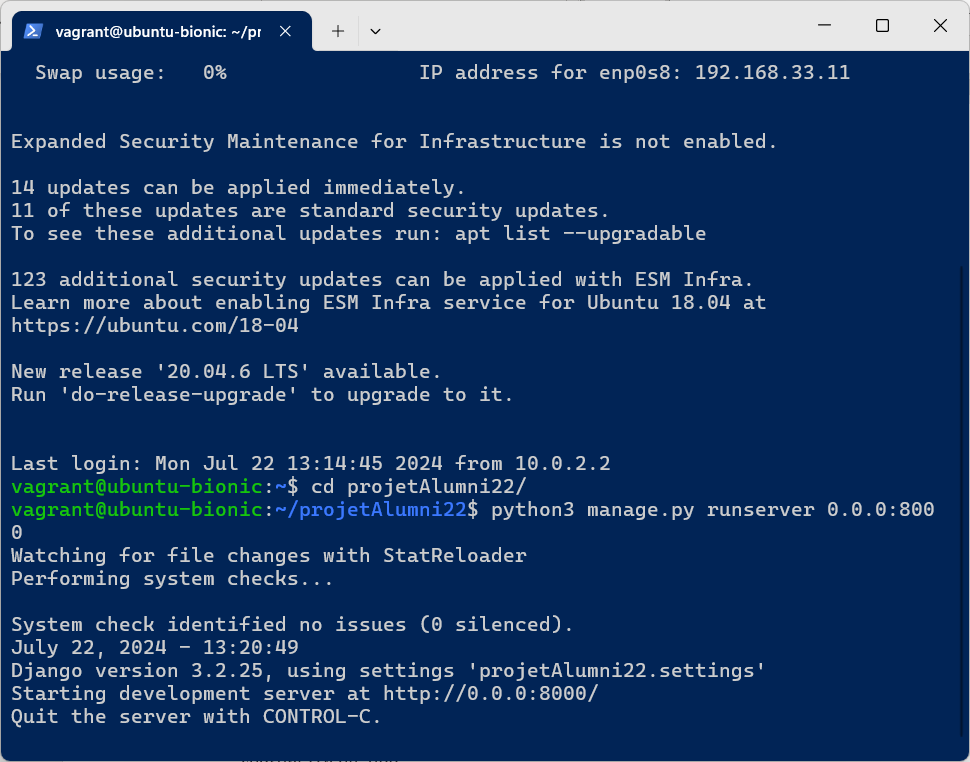 vagrant@ubuntu-bionic: ~/pr
Swap usage:   0%                IP address for enp0s8: 192.168.33.11
Expanded Security Maintenance for Infrastructure is not enabled.
14 updates can be applied immediately.
11 of these updates are standard security updates.
To see these additional updates run: apt list --upgradable
123 additional security updates can be applied with ESM Infra.
Learn more about enabling ESM Infra service for Ubuntu 18.04 at
https://ubuntu.com/18-04
New release '20.04.6 LTS' available.
Run 'do-release-upgrade' to upgrade to it.
Last login: Mon Jul 22 13:14:45 2024 from 10.0.2.2
vagrant@ubuntu-bionic:~$ cd projetAlumni22/
vagrant@ubuntu-bionic:~/projetAlumni22$ python3 manage.py runserver 0.0.0:800
0
Watching for file changes with StatReloader
Performing system checks...
System check identified no issues (0 silenced).
July 22, 2024 - 13:20:49
Django version 3.2.25, using settings 'projetAlumni22.settings'
Starting development server at http://0.0.0:8000/
Quit the server with CONTROL-C.